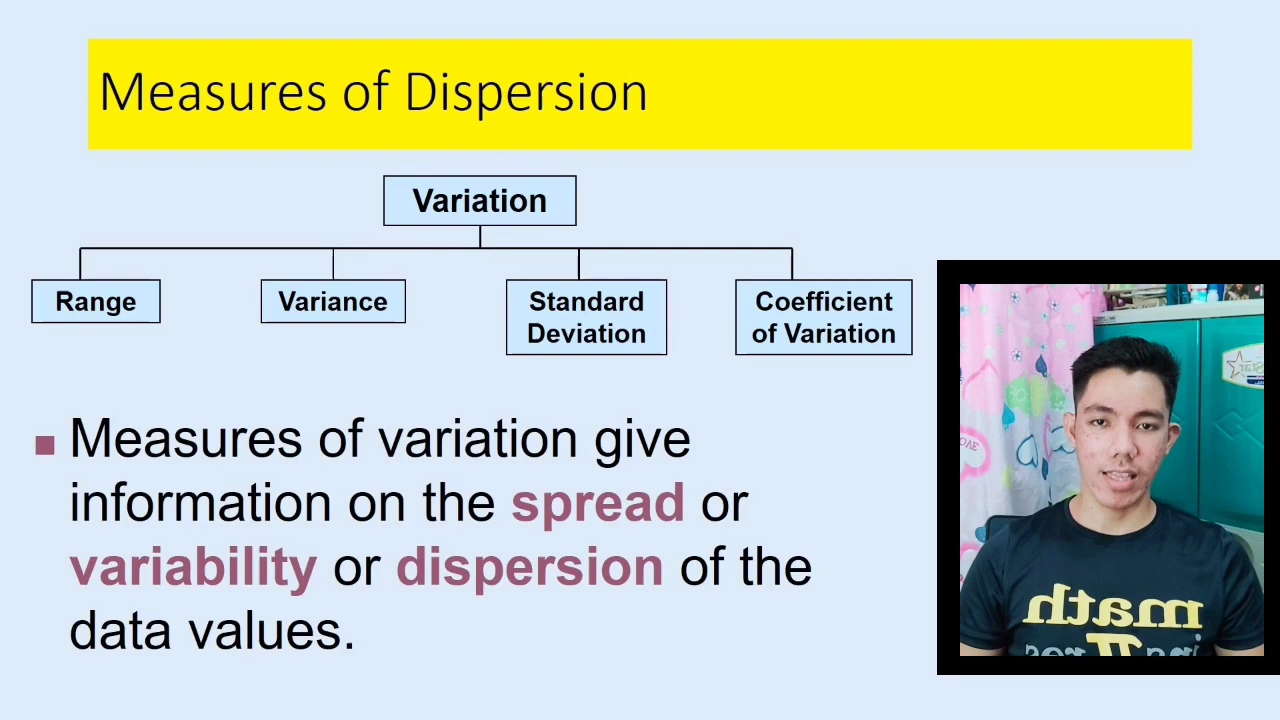 Measures of Dispersion
Variation
Range
Variance
Standard
Deviation
Coefficient
of Variation
Measures of variation give
information on the spread or
variability or dispersion of the
data values.
math